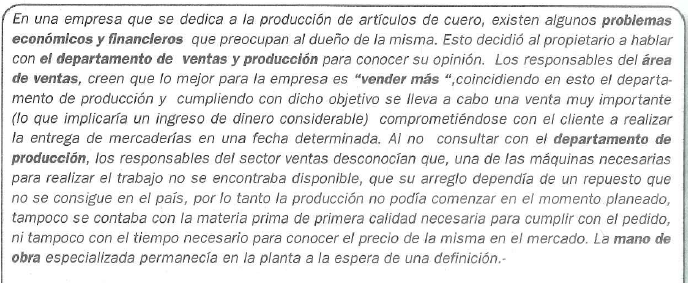 En una empresa que se dedica a la producción de artículos de cuero, existen algunos problemas
económicos y financieros que preocupan al dueño de la misma. Esto decidió al propietario a hablar
con el departamento de ventas y producción para conocer su opinión. Los responsables del área
de ventas, creen que lo mejor para la empresa es "vender más ",coincidiendo en esto el departa-
mento de producción y cumpliendo con dicho objetivo se lleva a cabo una venta muy importante
(lo que implicaría un ingreso de dinero considerable) comprometiéndose con el cliente a realizar
la entrega de mercaderías en una fecha determinada. Al no consultar con el departamento de
producción, los responsables del sector ventas desconocían que, una de las máquinas necesarias
para realizar el trabajo no se encontraba disponible, que su arreglo dependía de un repuesto que
no se consigue en el país, por lo tanto la producción no podía comenzar en el momento planeado,
tampoco se contaba con la materia prima de primera calidad necesaria para cumplir con el pedido,
ni tampoco con el tiempo necesario para conocer el precio de la misma en el mercado. La mano de
obra especializada permanecía en la planta a la espera de una definición.-